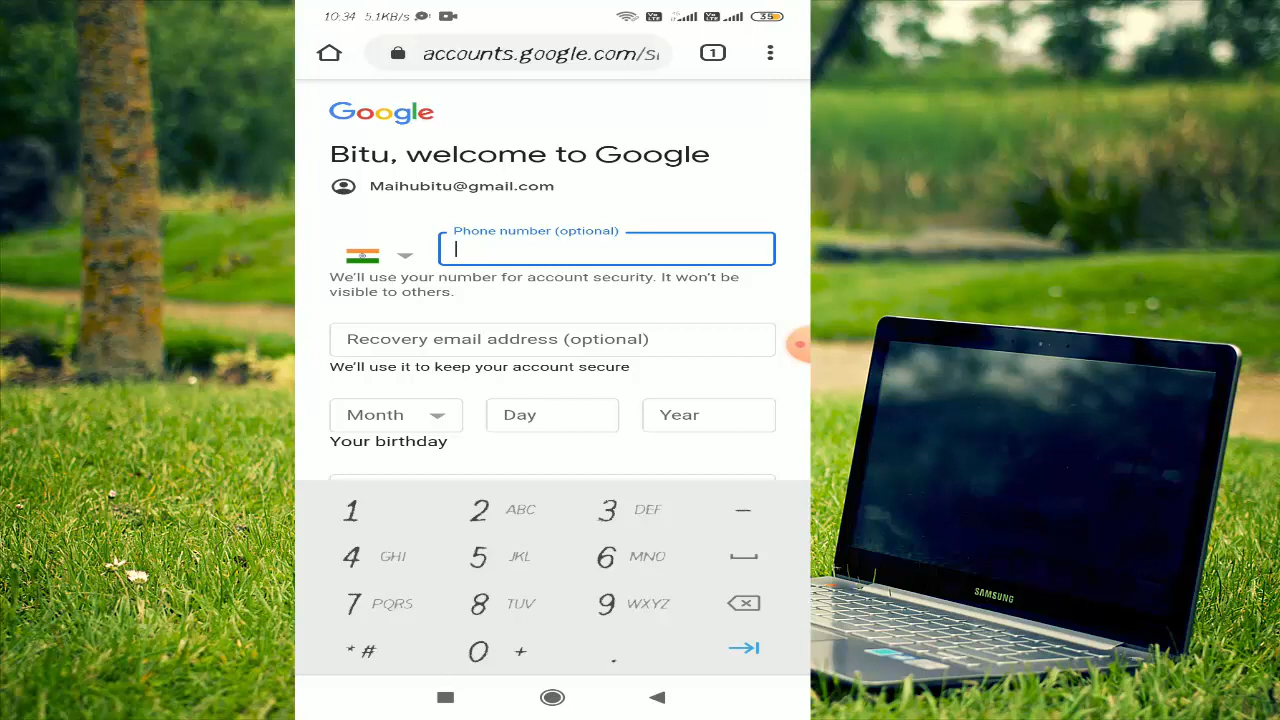 10:34 5.1KB/s 35
accounts.google.com/si
1
Google
Bitu, welcome to Google
Maihubitu@gmail.com
Phone number (optional)
We'll use your number for account security. It won't be
visible to others.
Recovery email address (optional)
We'll use it to keep your account secure
Month Day Year
Your birthday
1 2 ABC 3 DEF –
4 GHI 5 JKL 6 MNO
7 PQRS 8 TUV 9 WXYZ
* # 0 + .
SAMSUNG